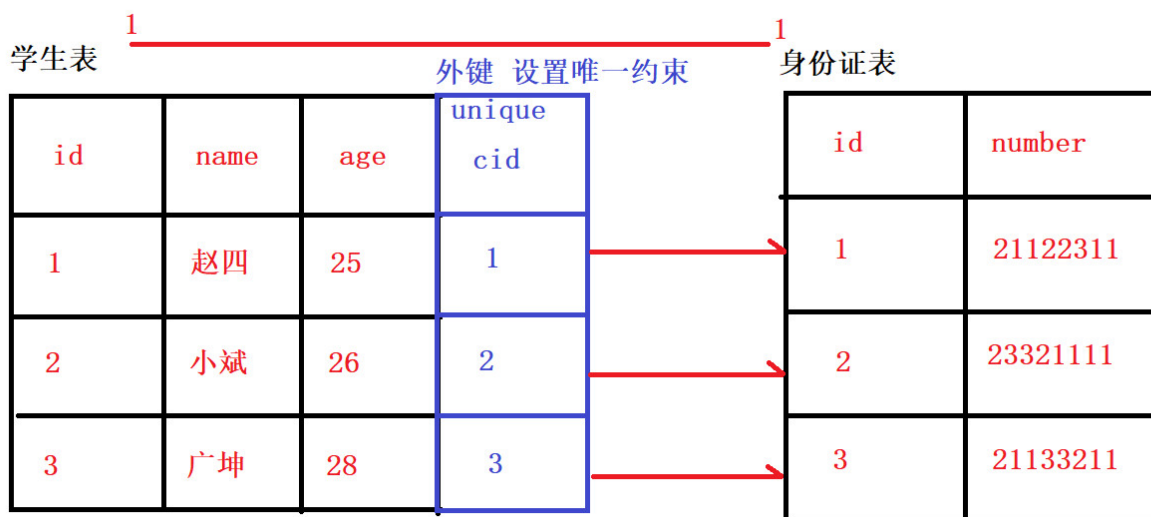 1 1
学生表
外键 设置唯一约束
身份证表
id name age unique cid
id number
1 赵四 25 1
1 21122311
2 小斌 26 2
2 23321111
3 广坤 28 3
3 21133211